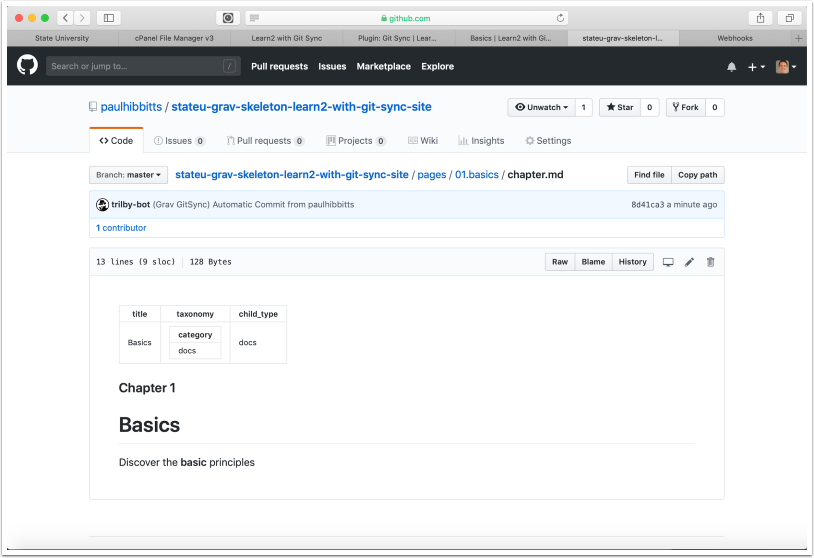 github.com
State University cPanel File Manager v3 Learn2 with Git Sync Plugin: Git Sync | Lear... Basics | Learn2 with Gi... stateu-grav-skeleton-l... Webhooks
Search or jump to... / Pull requests Issues Marketplace Explore
paulhibbitts / stateu-grav-skeleton-learn2-with-git-sync-site Unwatch 1 Star 0 Fork 0
Code Issues 0 Pull requests 0 Projects 0 Wiki Insights Settings
Branch: master stateu-grav-skeleton-learn2-with-git-sync-site / pages / 01.basics / chapter.md Find file Copy path
trilby-bot (Grav GitSync) Automatic Commit from paulhibbitts 8d41ca3 a minute ago
1 contributor
13 lines (9 sloc) 128 Bytes Raw Blame History
title taxonomy child_type
category
Basics docs
docs
Chapter 1
Basics
Discover the basic principles